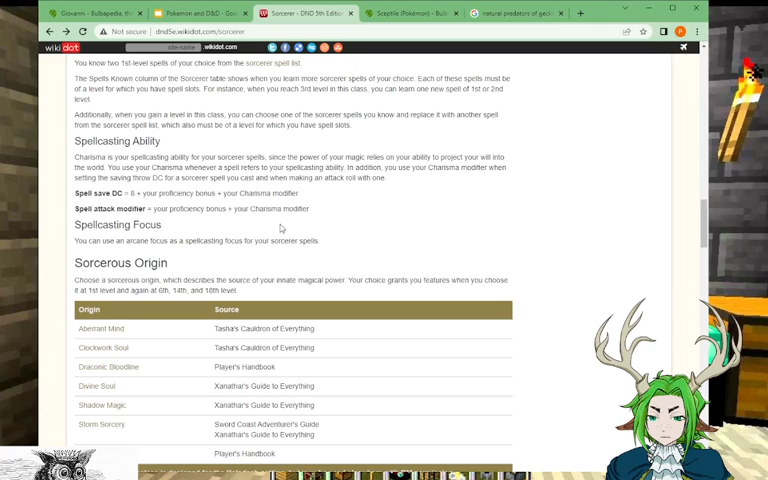 Giovanni - Bulbapedia, the
Pokemon and D&D - Goo
Sorcerer - DND 5th Edition
Sceptile (Pokémon) - Bulb
natural predators of geck
dnd5e.wikidot.com/sorcerer
wikidot
site-name
.wikidot.com
You know two 1st-level spells of your choice from the sorcerer spell list.
The Spells Known column of the Sorcerer table shows when you learn more sorcerer spells of your choice. Each of these spells must be
of a level for which you have spell slots. For instance, when you reach 3rd level in this class, you can learn one new spell of 1st or 2nd
level.
Additionally, when you gain a level in this class, you can choose one of the sorcerer spells you know and replace it with another spell
from the sorcerer spell list, which also must be of a level for which you have spell slots.
Spellcasting Ability
Charisma is your spellcasting ability for your sorcerer spells, since the power of your magic relies on your ability to project your will into
the world. You use your Charisma whenever a spell refers to your spellcasting ability. In addition, you use your Charisma modifier when
setting the saving throw DC for a sorcerer spell you cast and when making an attack roll with one.
Spell save DC = 8 + your proficiency bonus + your Charisma modifier
Spell attack modifier = your proficiency bonus + your Charisma modifier
Spellcasting Focus
You can use an arcane focus as a spellcasting focus for your sorcerer spells.
Sorcerous Origin
Choose a sorcerous origin, which describes the source of your innate magical power. Your choice grants you features when you choose
it at 1st level and again at 6th, 14th, and 18th level.
Origin Source
Aberrant Mind Tasha's Cauldron of Everything
Clockwork Soul Tasha's Cauldron of Everything
Draconic Bloodline Player's Handbook
Divine Soul Xanathar's Guide to Everything
Shadow Magic Xanathar's Guide to Everything
Storm Sorcery Sword Coast Adventurer's Guide
Xanathar's Guide to Everything
Player's Handbook